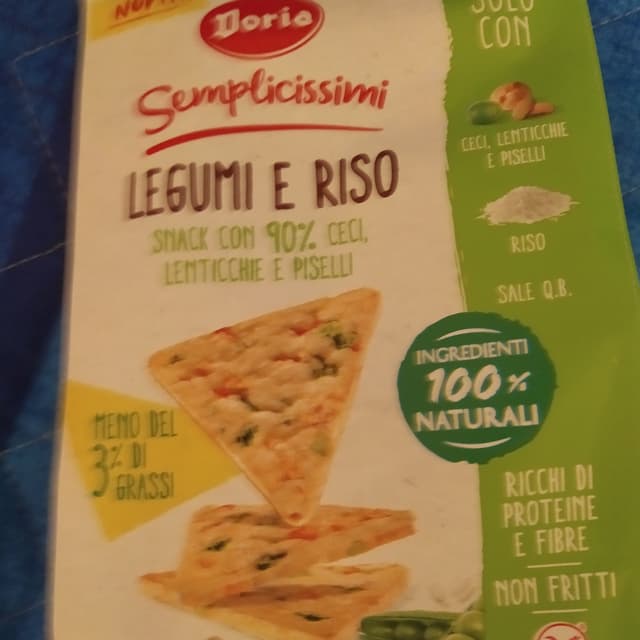 Doria
Semplicissimi
LEGUMI E RISO
SNACK CON 90% CECI,
LENTICCHIE E PISELLI
MENO DEL
3% DI
GRASSI
SOLO
CON
CECI, LENTICCHIE
E PISELLI
RISO
SALE Q.B.
INGREDIENTI
100%
NATURALI
RICCHI DI
PROTEINE
E FIBRE
NON FRITTI